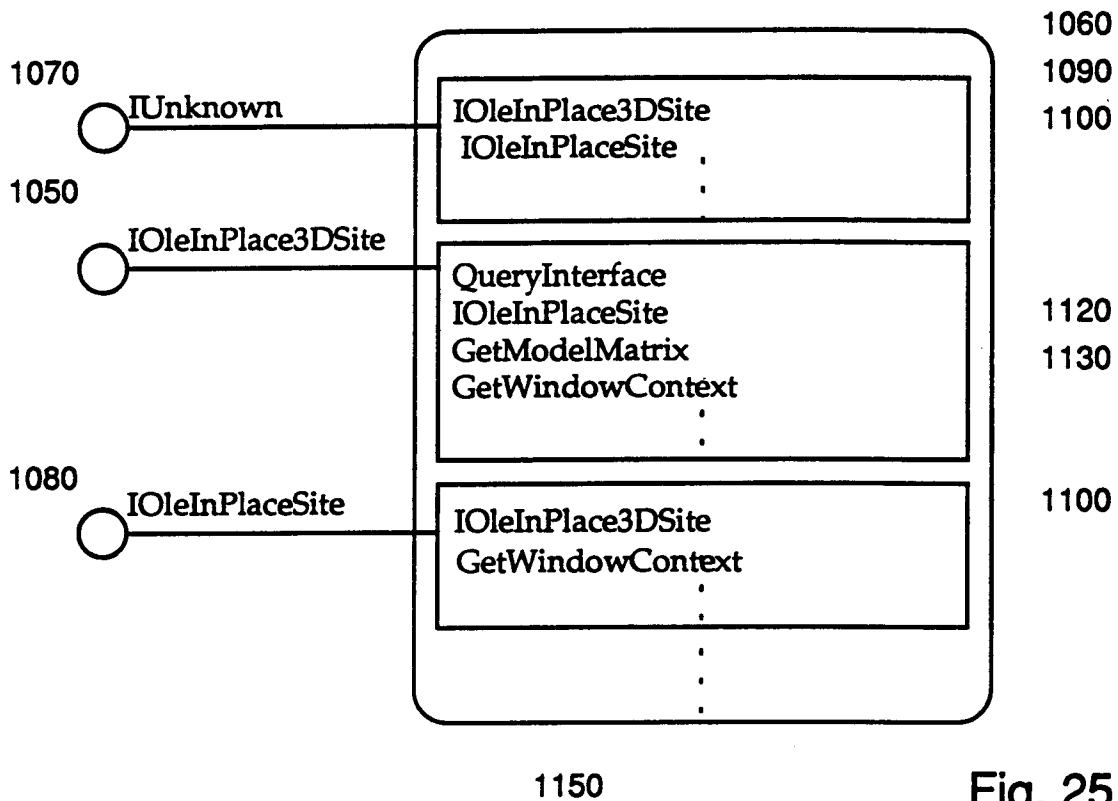 1060
1070
1090
IUnknown
IOleInPlace3DSite
1100
IOleInPlaceSite
1050
IOleInPlace3DSite
QueryInterface
IOleInPlaceSite
1120
GetModelMatrix
1130
GetWindowContext
1080
IOleInPlaceSite
1100
IOleInPlace3DSite
GetWindowContext
1150
Fig. 25